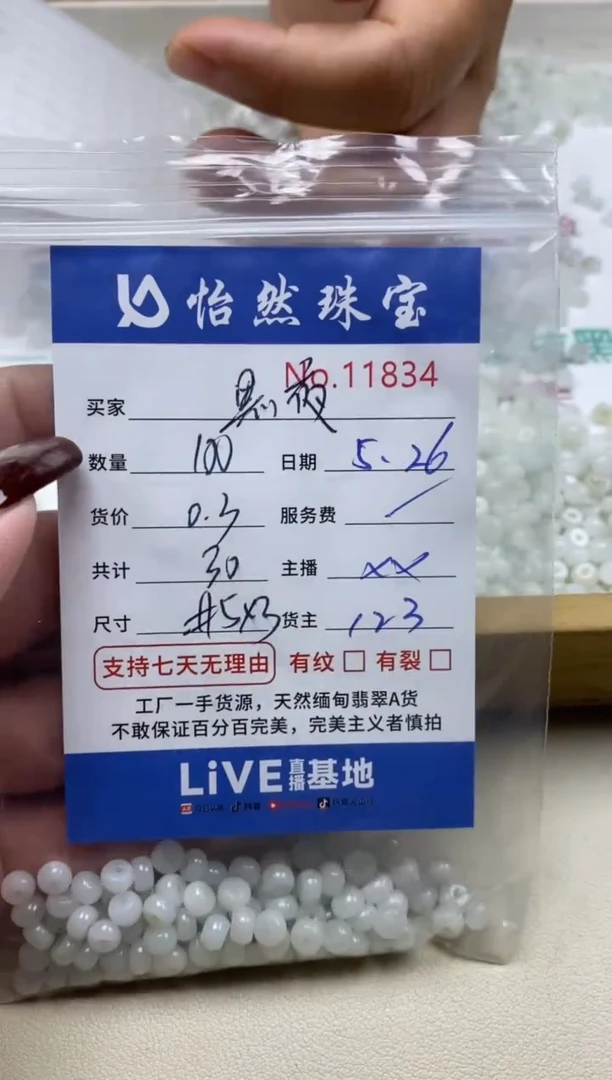 怡然珠宝
No.11834
买家 黑夜
数量 100 日期 5.26
货价 0.3 服务费 /
共计 30 主播 xx
尺寸 #5x3 货主 123
支持七天无理由 有纹 □ 有裂 □
工厂一手货源，天然缅甸翡翠A货
不敢保证百分百完美，完美主义者慎拍
LiVE直播基地